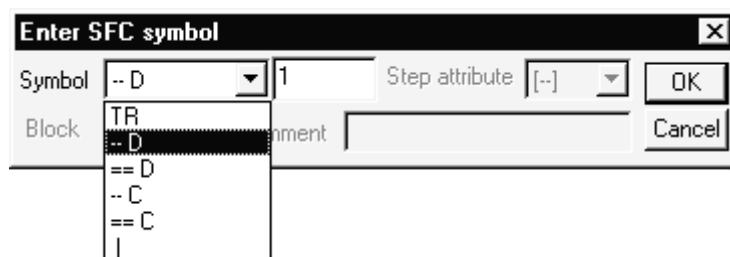 Enter SFC symbol
Symbol -- D 1 Step attribute [--] OK
Block mment Cancel
TR
-- D
== D
-- C
== C
|